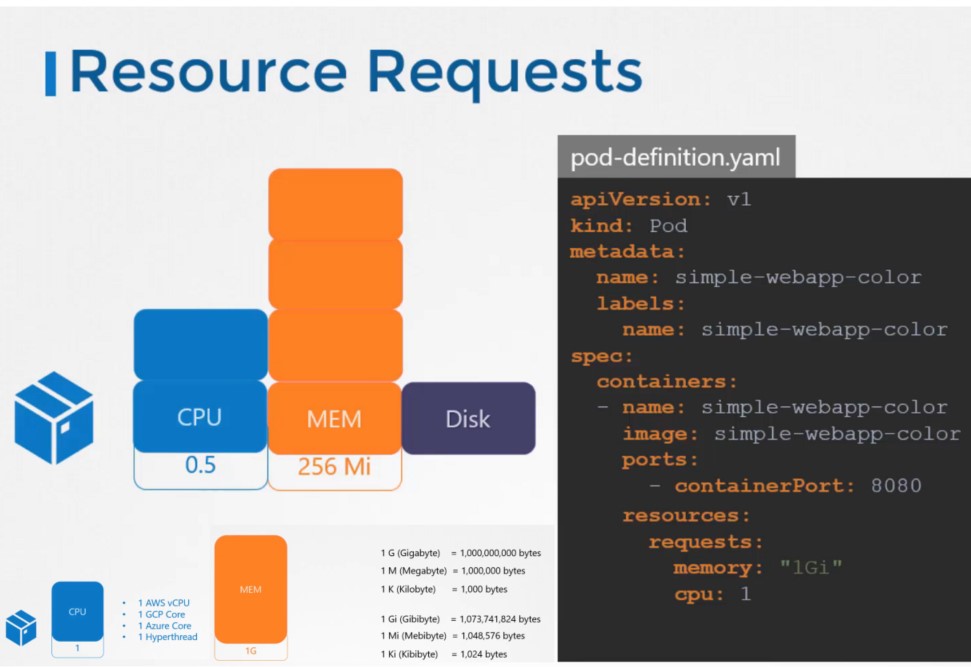 Resource Requests
CPU
MEM
Disk
0.5
256 Mi
pod-definition.yaml
apiVersion: v1
kind: Pod
metadata:
  name: simple-webapp-color
  labels:
    name: simple-webapp-color
spec:
  containers:
  - name: simple-webapp-color
    image: simple-webapp-color
    ports:
      - containerPort: 8080
    resources:
      requests:
        memory: "1Gi"
        cpu: 1
CPU
1
• 1 AWS vCPU
• 1 GCP Core
• 1 Azure Core
• 1 Hyperthread
MEM
1G
1 G (Gigabyte) = 1,000,000,000 bytes
1 M (Megabyte) = 1,000,000 bytes
1 K (Kilobyte) = 1,000 bytes
1 Gi (Gibibyte) = 1,073,741,824 bytes
1 Mi (Mebibyte) = 1,048,576 bytes
1 Ki (Kibibyte) = 1,024 bytes